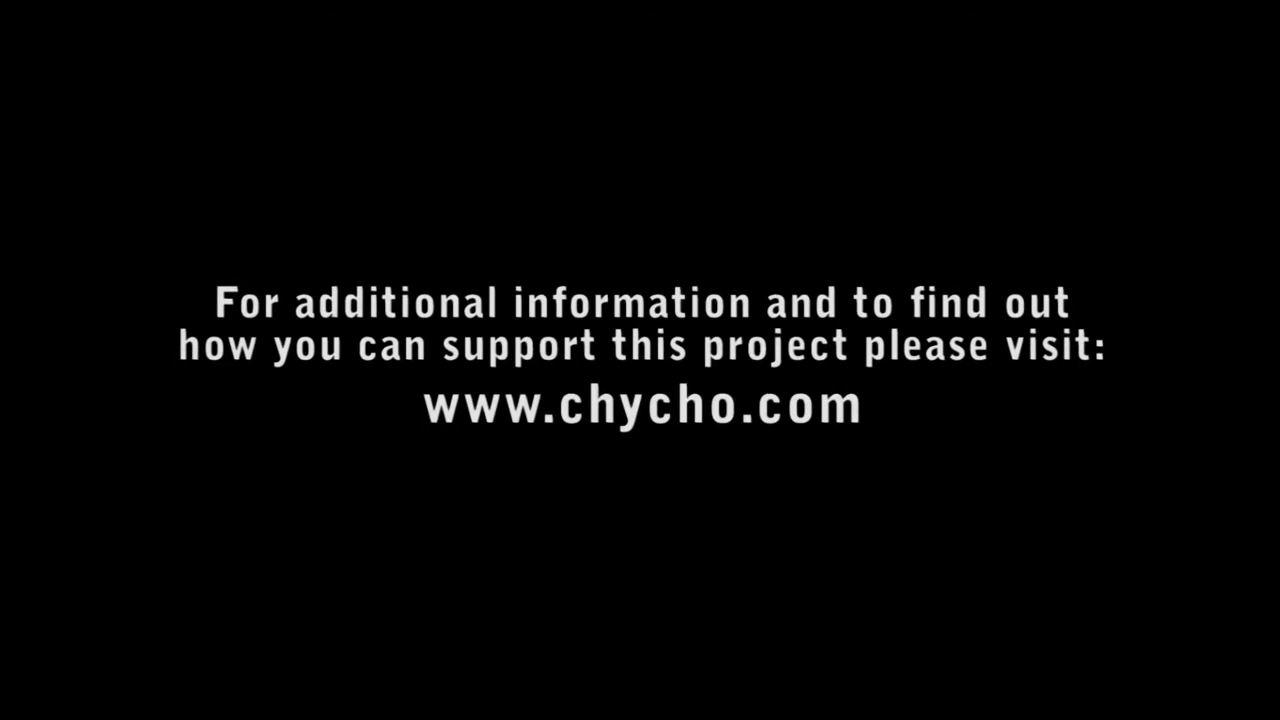 For additional information and to find out
how you can support this project please visit:
www.chycho.com